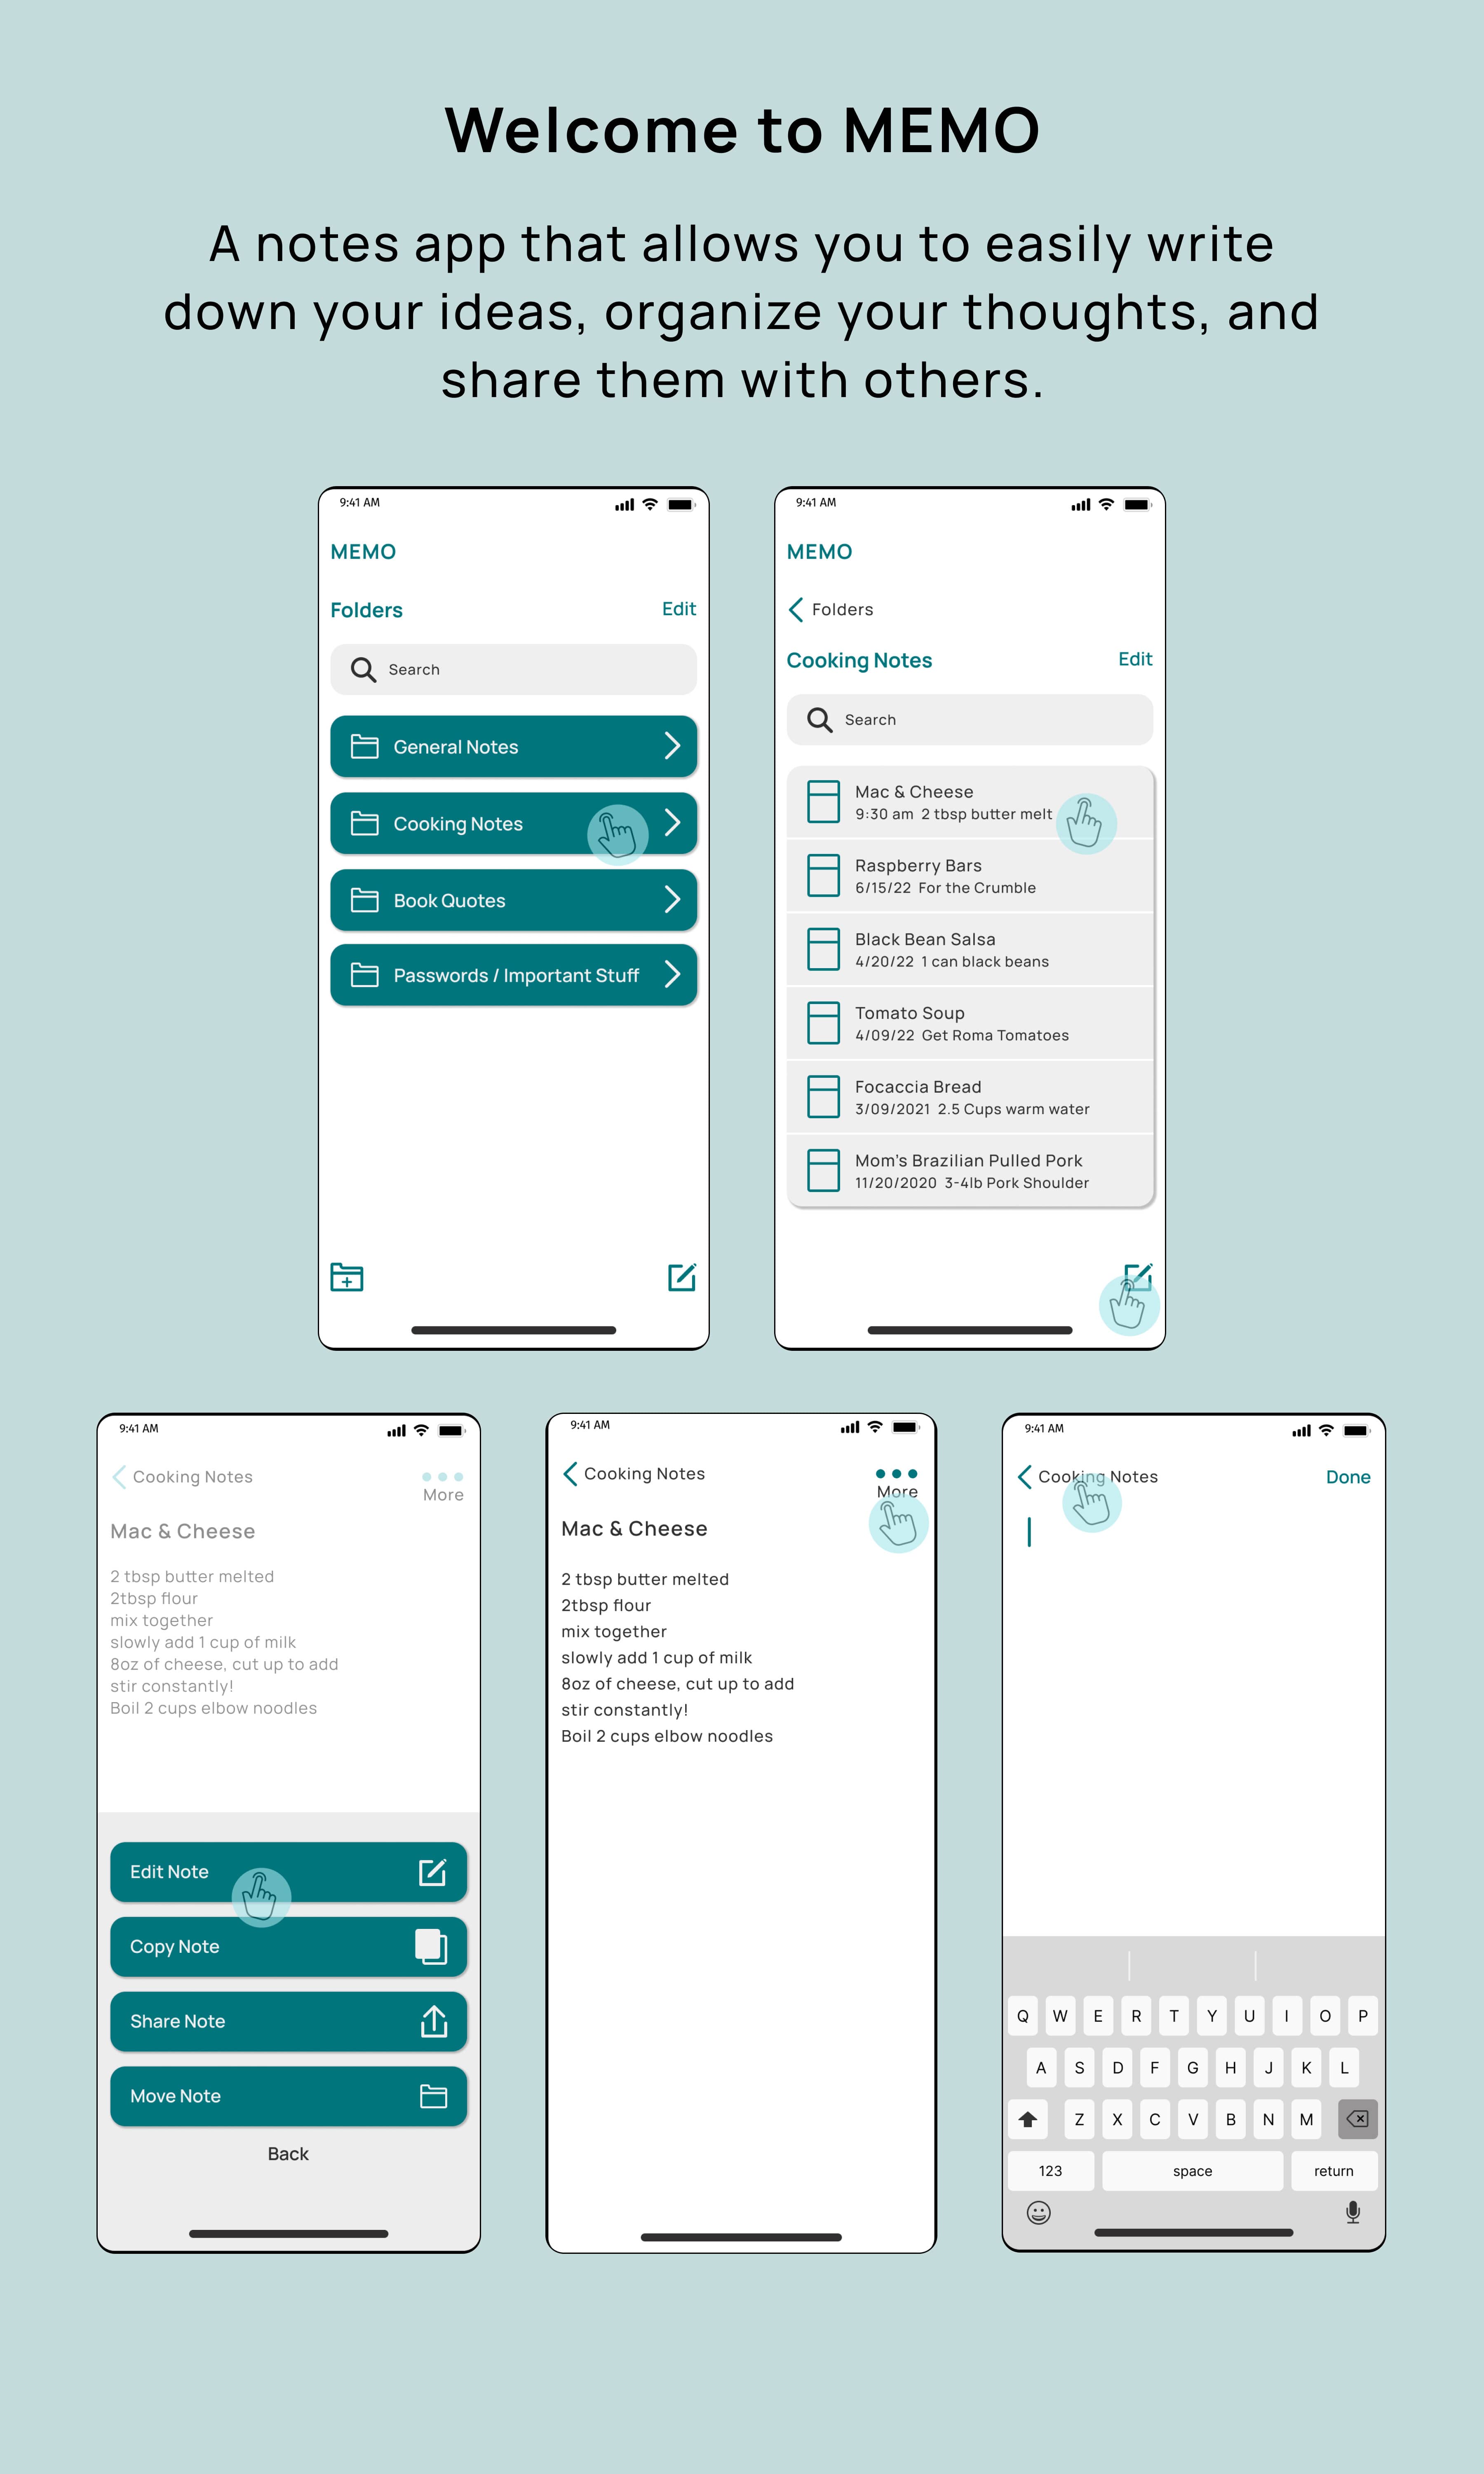 Welcome to MEMO
A notes app that allows you to easily write
down your ideas, organize your thoughts, and
share them with others.
9:41 AM
MEMO
Folders
Edit
Search
General Notes
Cooking Notes
Book Quotes
Passwords / Important Stuff
9:41 AM
MEMO
Folders
Cooking Notes
Edit
Search
Mac & Cheese
9:30 am 2 tbsp butter melt
Raspberry Bars
6/15/22 For the Crumble
Black Bean Salsa
4/20/22 1 can black beans
Tomato Soup
4/09/22 Get Roma Tomatoes
Focaccia Bread
3/09/2021 2.5 Cups warm water
Mom's Brazilian Pulled Pork
11/20/2020 3-4lb Pork Shoulder
9:41 AM
Cooking Notes
More
Mac & Cheese
2 tbsp butter melted
2tbsp flour
mix together
slowly add 1 cup of milk
8oz of cheese, cut up to add
stir constantly!
Boil 2 cups elbow noodles
Edit Note
Copy Note
Share Note
Move Note
Back
9:41 AM
Cooking Notes
More
Mac & Cheese
2 tbsp butter melted
2tbsp flour
mix together
slowly add 1 cup of milk
8oz of cheese, cut up to add
stir constantly!
Boil 2 cups elbow noodles
9:41 AM
Cooking Notes
Done
Q W E R T Y U I O P
A S D F G H J K L
Z X C V B N M
123 space return